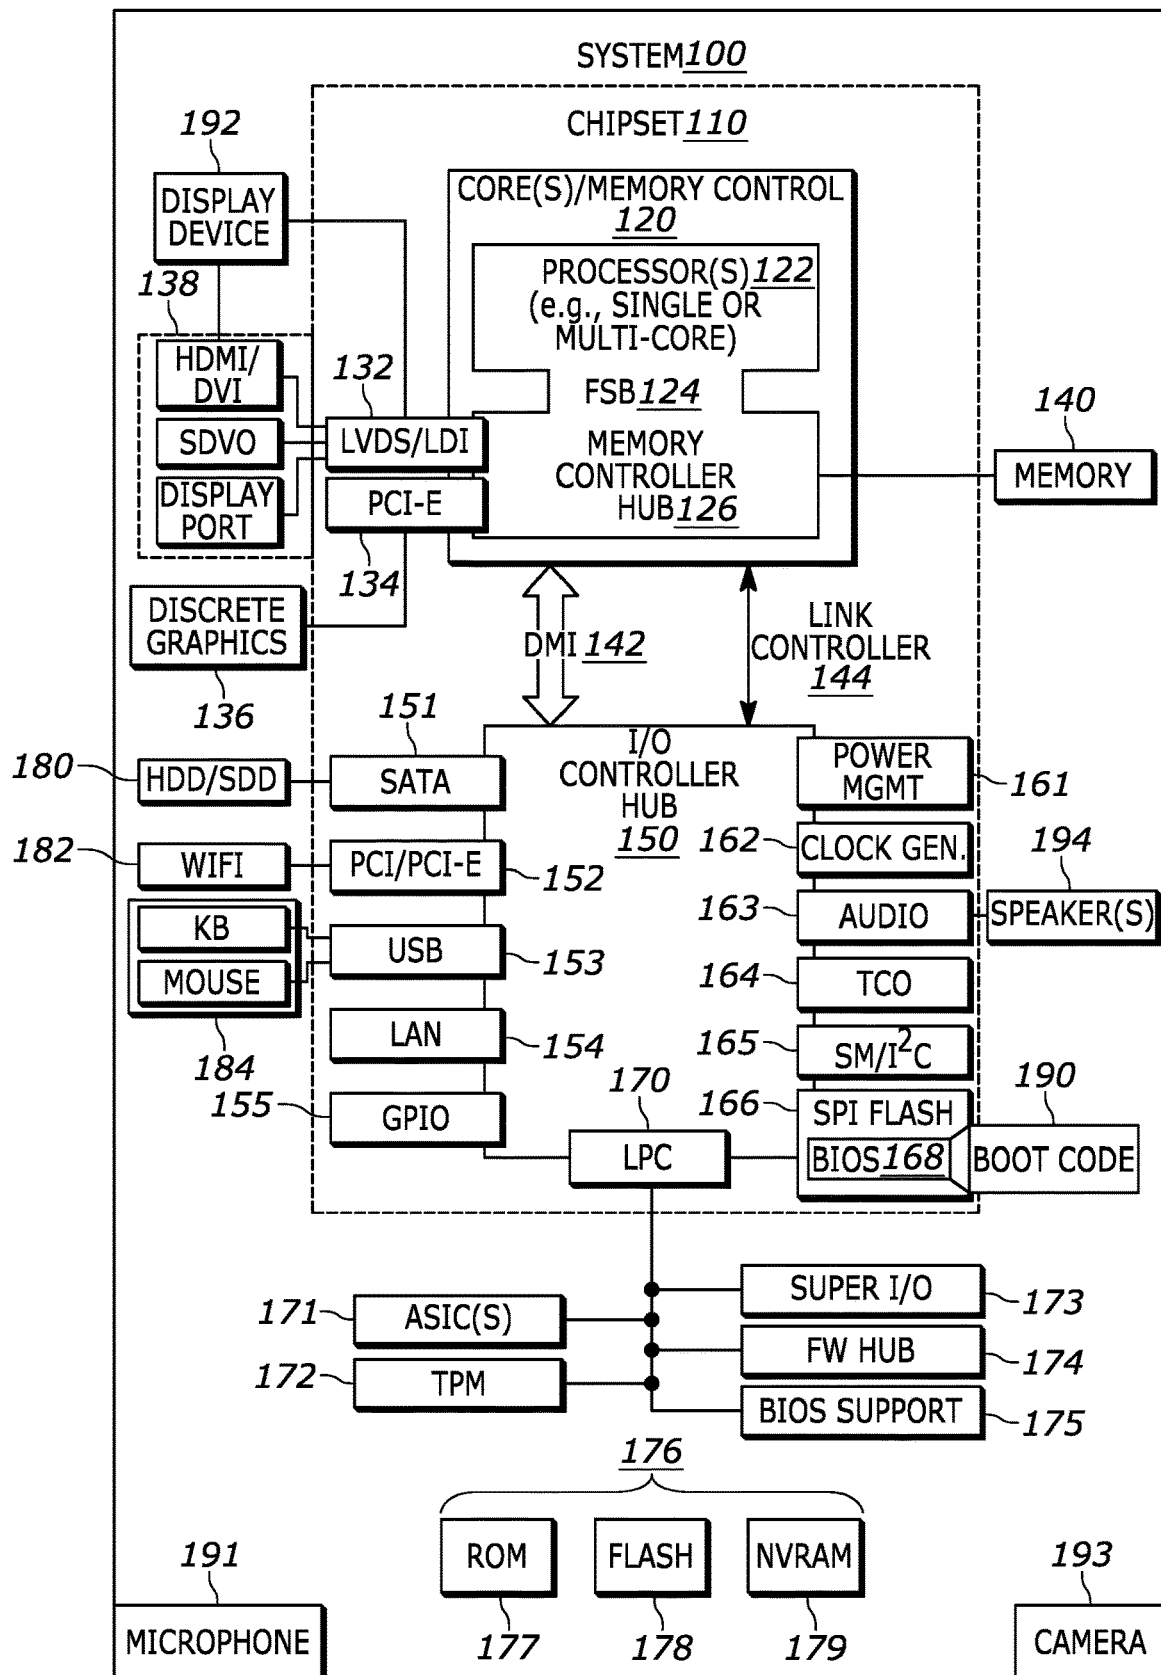 SYSTEM 100
CHIPSET 110
192
DISPLAY
DEVICE
CORE(S)/MEMORY CONTROL
120
PROCESSOR(S) 122
(e.g., SINGLE OR
MULTI-CORE)
138
HDMI/
DVI
132
FSB 124
140
SDVO
LVDS/LDI
MEMORY
CONTROLLER
HUB 126
MEMORY
DISPLAY
PORT
PCI-E
134
DISCRETE
GRAPHICS
136
DMI 142
LINK
CONTROLLER
144
151
I/O
CONTROLLER
HUB
150
180
HDD/SDD
SATA
POWER
MGMT
161
182
WIFI
PCI/PCI-E
152
162
CLOCK GEN.
194
KB
MOUSE
184
USB
153
163
AUDIO
SPEAKER(S)
164
TCO
LAN
154
165
SM/I²C
155
GPIO
170
LPC
166
SPI FLASH
BIOS 168
190
BOOT CODE
171
ASIC(S)
SUPER I/O
173
172
TPM
FW HUB
174
BIOS SUPPORT
175
176
ROM
FLASH
NVRAM
177
178
179
191
MICROPHONE
193
CAMERA